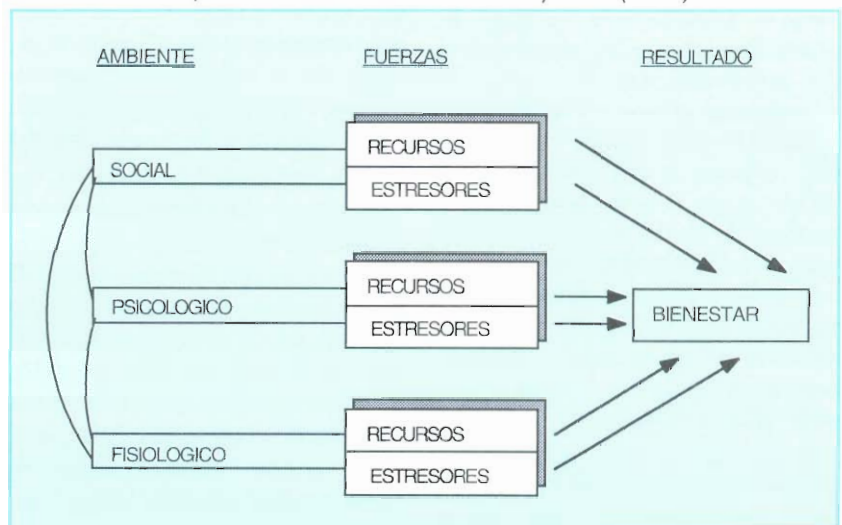 AMBIENTE FUERZAS RESULTADO
RECURSOS
SOCIAL
ESTRESORES
RECURSOS
PSICOLOGICO
BIENESTAR
ESTRESORES
RECURSOS
FISIOLOGICO
ESTRESORES